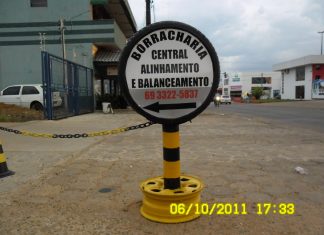 BORRACHARIA
CENTRAL
ALINHAMENTO
E BALANCEAMENTO
69 3322-5837
06/10/2011 17:33